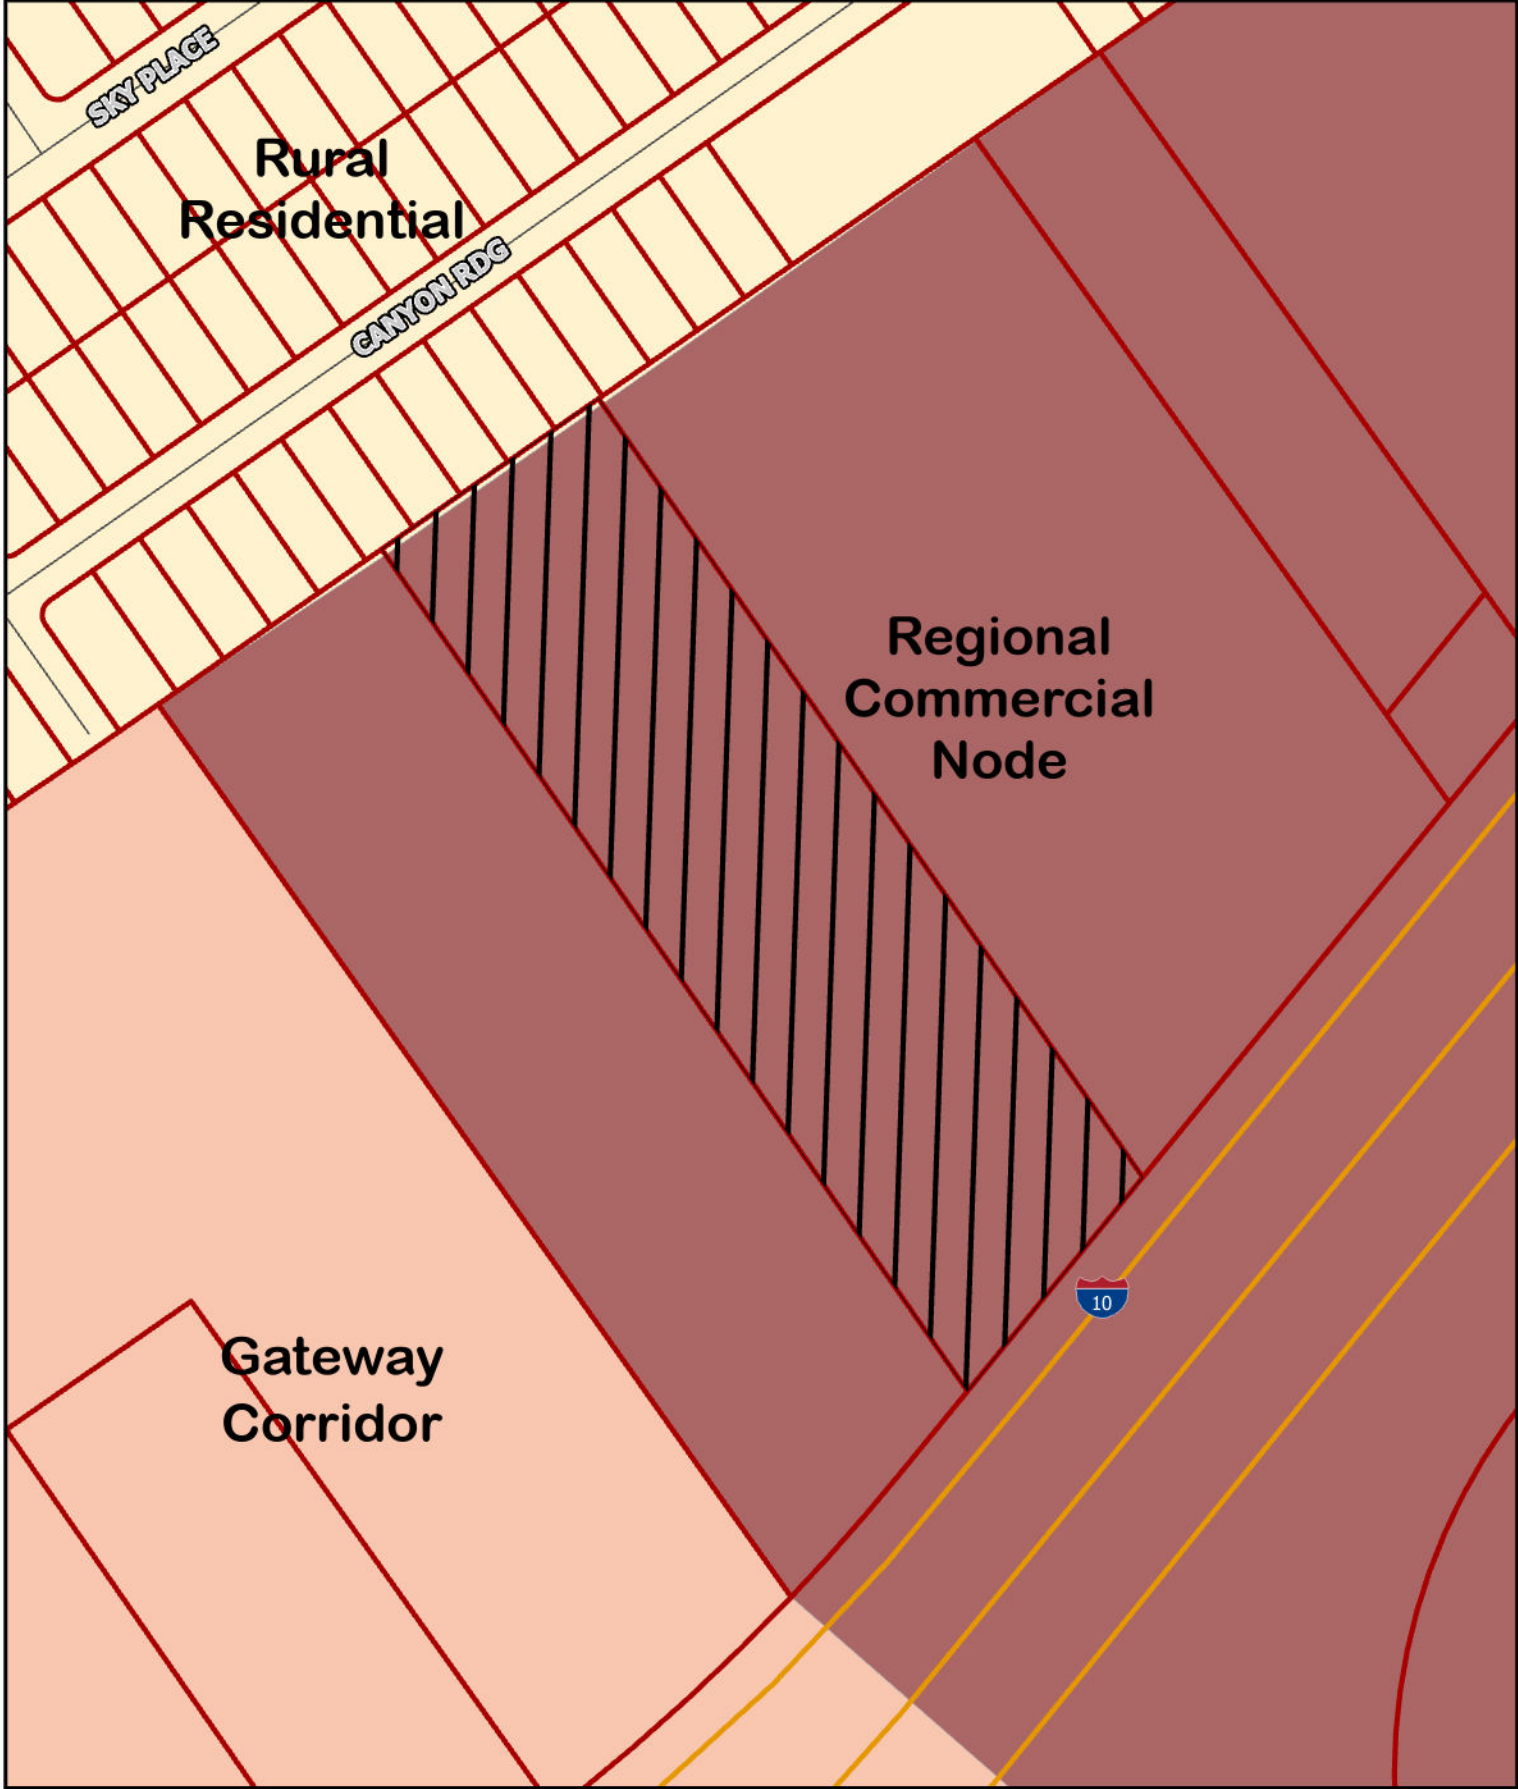 SKY PLACE
Rural
Residential
CANYON RDG
Regional
Commercial
Node
10
Gateway
Corridor